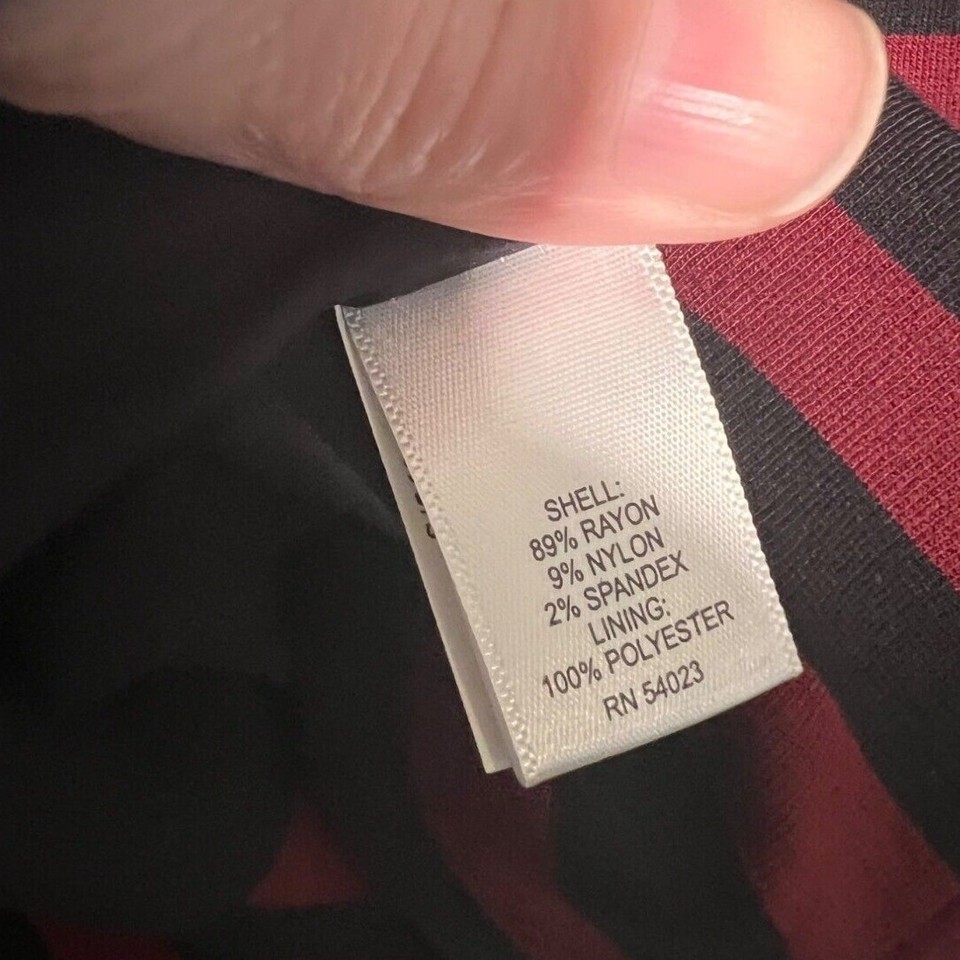 SHELL:
89% RAYON
9% NYLON
2% SPANDEX
LINING:
100% POLYESTER
RN 54023